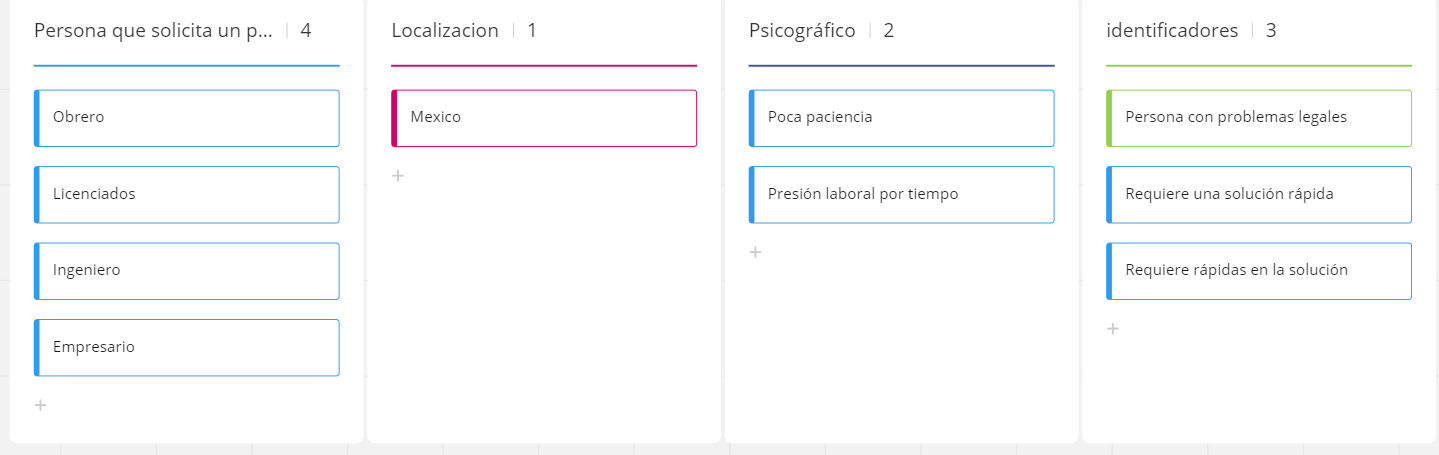 Persona que solicita un p... 4
Obrero
Licenciados
Ingeniero
Empresario
Localizacion 1
Mexico
Psicográfico 2
Poca paciencia
Presión laboral por tiempo
identificadores 3
Persona con problemas legales
Requiere una solución rápida
Requiere rápidas en la solución